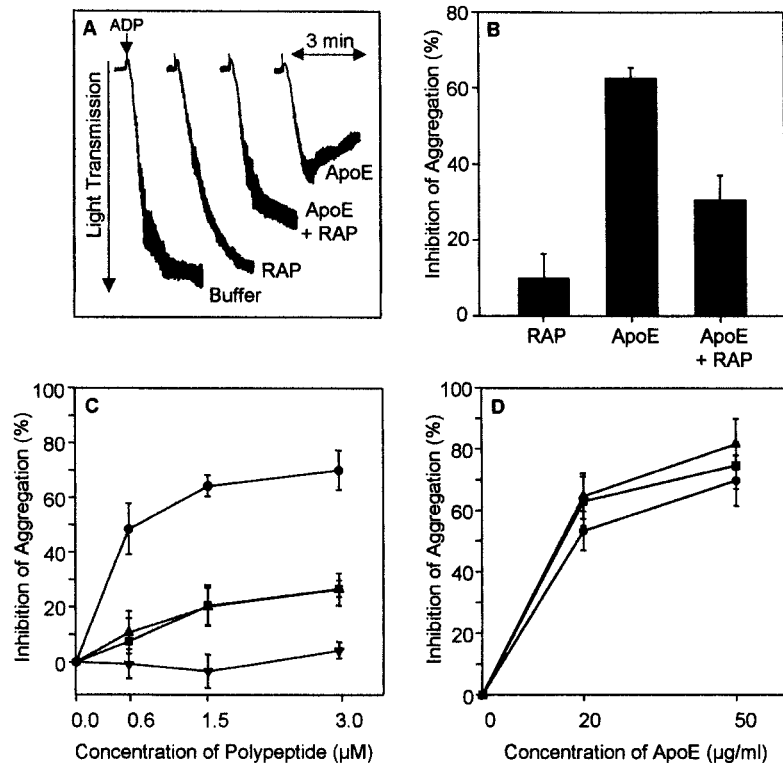 A
ADP
3 min
Light Transmission
ApoE
ApoE
+ RAP
RAP
Buffer
B
Inhibition of Aggregation (%)
80
60
40
20
0
RAP
ApoE
ApoE
+ RAP
C
Inhibition of Aggregation (%)
100
80
60
40
20
0
0.0
0.6
1.5
3.0
Concentration of Polypeptide (µM)
D
Inhibition of Aggregation (%)
100
80
60
40
20
0
0
20
50
Concentration of ApoE (µg/ml)